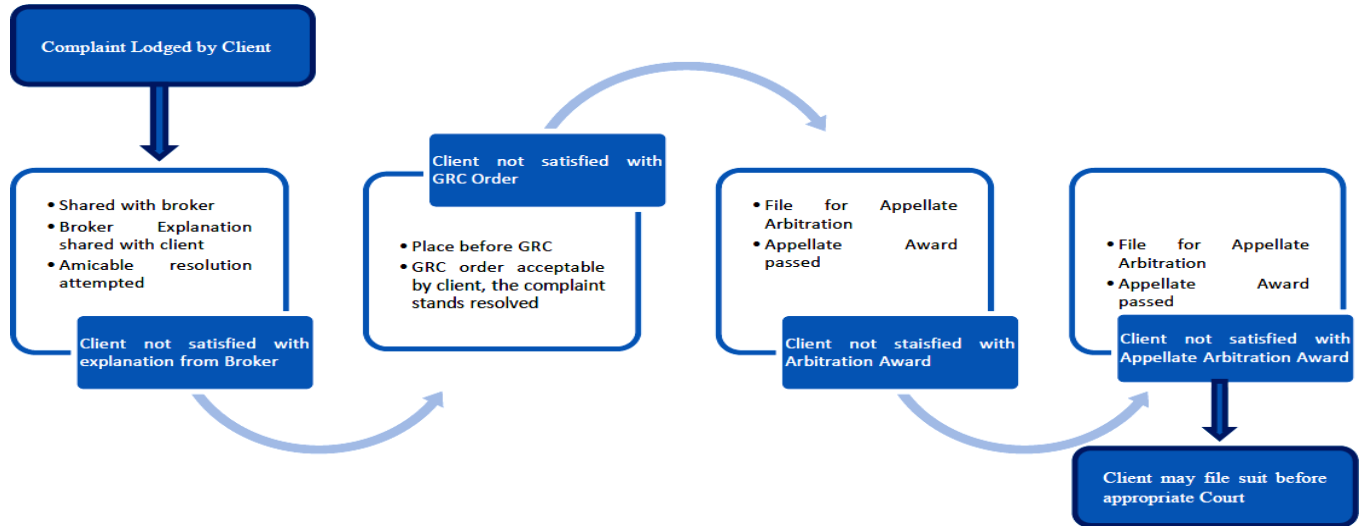 Complaint Lodged by Client
• Shared with broker
• Broker Explanation
shared with client
• Amicable resolution
attempted
Client not satisfied with
explanation from Broker
Client not satisfied with
GRC Order
• Place before GRC
• GRC order acceptable
by client, the complaint
stands resolved
• File for Appellate
Arbitration
• Appellate Award
passed
Client not staisfied with
Arbitration Award
• File for Appellate
Arbitration
• Appellate Award
passed
Client not satisfied with
Appellate Arbitration Award
Client may file suit before
appropriate Court